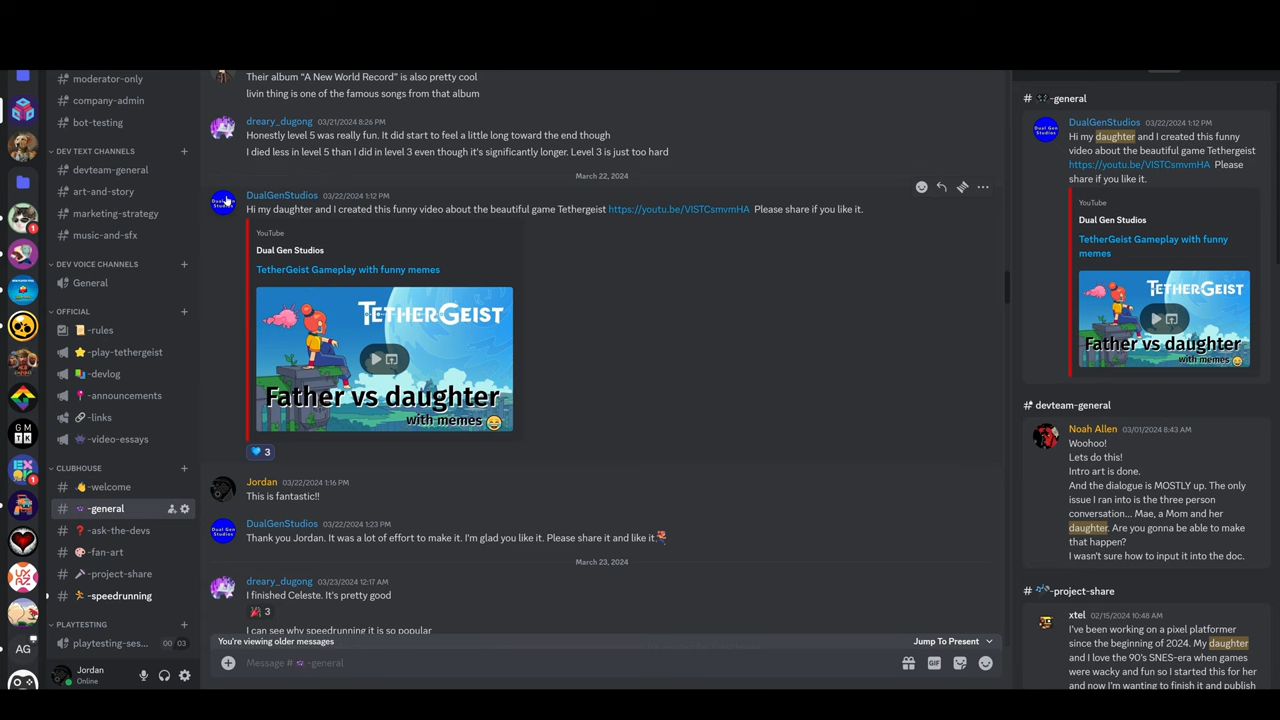 moderator-only
company-admin
bot-testing
DEV TEXT CHANNELS
devteam-general
art-and-story
marketing-strategy
music-and-sfx
DEV VOICE CHANNELS
General
OFFICIAL
-rules
-play-tethergeist
-devlog
-announcements
-links
-video-essays
CLUBHOUSE
-welcome
-general
-ask-the-devs
-fan-art
-project-share
-speedrunning
PLAYTESTING
playtesting-ses... 00 03
Jordan
Online
GM
TK
AG
1
1
Their album “A New World Record” is also pretty cool
livin thing is one of the famous songs from that album
dreary_dugong 03/21/2024 8:26 PM
Honestly level 5 was really fun. It did start to feel a little long toward the end though
I died less in level 5 than I did in level 3 even though it's significantly longer. Level 3 is just too hard
March 22, 2024
DualGenStudios 03/22/2024 1:12 PM
Hi my daughter and I created this funny video about the beautiful game Tethergeist https://youtu.be/VISTCsmvmHA Please share if you like it.
YouTube
Dual Gen Studios
TetherGeist Gameplay with funny memes
TETHERGEIST
Father vs daughter
with memes
3
Jordan 03/22/2024 1:16 PM
This is fantastic!!
DualGenStudios 03/22/2024 1:23 PM
Thank you Jordan. It was a lot of effort to make it. I'm glad you like it. Please share it and like it.
March 23, 2024
dreary_dugong 03/23/2024 12:17 AM
I finished Celeste. It's pretty good
3
I can see why speedrunning it is so popular
You're viewing older messages Jump To Present
Message # -general
GIF
# -general
DualGenStudios 03/22/2024 1:12 PM
Hi my daughter and I created this funny
video about the beautiful game Tethergeist
https://youtu.be/VISTCsmvmHA Please
share if you like it.
YouTube
Dual Gen Studios
TetherGeist Gameplay with funny
memes
TETHERGEIST
Father vs daughter
with memes
devteam-general
Noah Allen 03/01/2024 8:43 AM
Woohoo!
Lets do this!
Intro art is done.
And the dialogue is MOSTLY up. The only
issue I ran into is the three person
conversation... Mae, a Mom and her
daughter. Are you gonna be able to make
that happen?
I wasn't sure how to input it into the doc.
# -project-share
xtel 02/15/2024 10:48 AM
I've been working on a pixel platformer
since the beginning of 2024. My daughter
and I love the 90's SNES-era when games
were wacky and fun so I started this for her
and now I'm wanting to finish it and publish